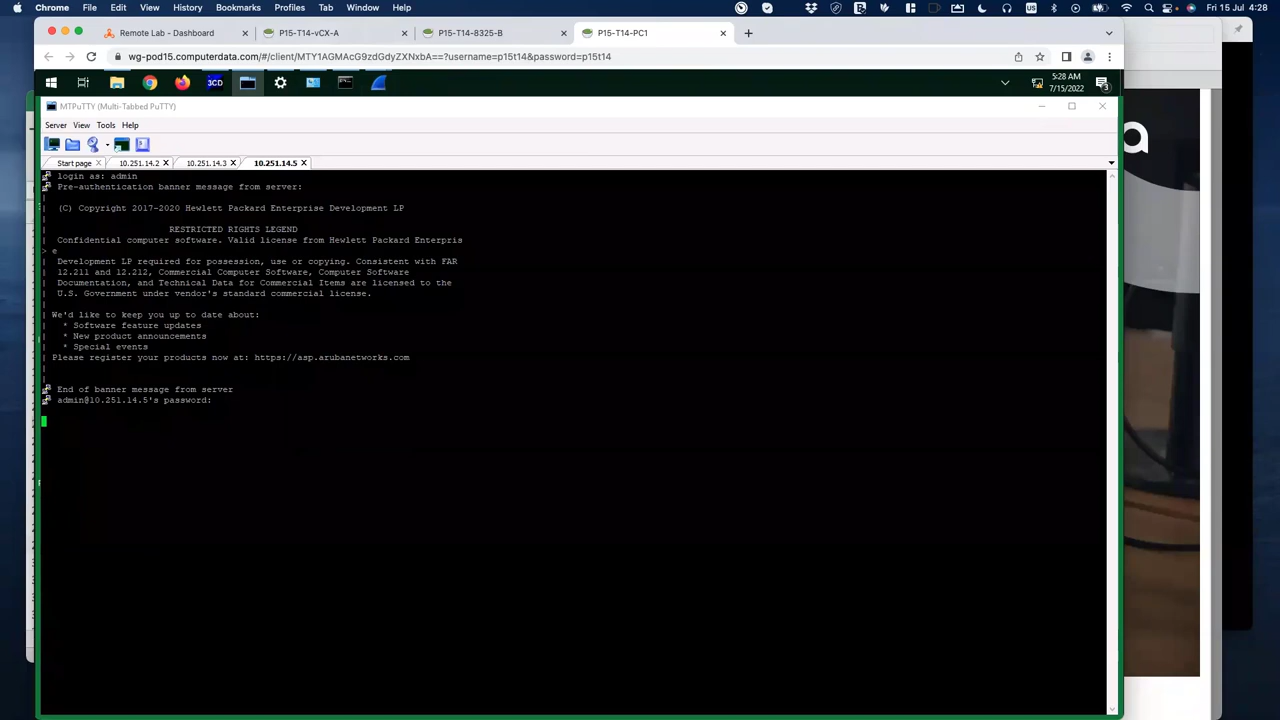 Chrome File Edit View History Bookmarks Profiles Tab Window Help Fri 15 Jul 4:28
Remote Lab - Dashboard P15-T14-vCX-A P15-T14-8325-B P15-T14-PC1
wg-pod15.computerdata.com/#/client/MTY1AGMAcG9zdGdyZXNxbA==?username=p15t14&password=p15t14
3CD
5:28 AM
7/15/2022
3
MTPuTTY (Multi-Tabbed PuTTY)
Server View Tools Help
Start page 10.251.14.2 10.251.14.3 10.251.14.5
login as: admin
Pre-authentication banner message from server:
|
| (C) Copyright 2017-2020 Hewlett Packard Enterprise Development LP
|
| RESTRICTED RIGHTS LEGEND
| Confidential computer software. Valid license from Hewlett Packard Enterpris
> e
| Development LP required for possession, use or copying. Consistent with FAR
| 12.211 and 12.212, Commercial Computer Software, Computer Software
| Documentation, and Technical Data for Commercial Items are licensed to the
| U.S. Government under vendor's standard commercial license.
|
| We'd like to keep you up to date about:
| * Software feature updates
| * New product announcements
| * Special events
| Please register your products now at: https://asp.arubanetworks.com
|
|
End of banner message from server
admin@10.251.14.5's password: